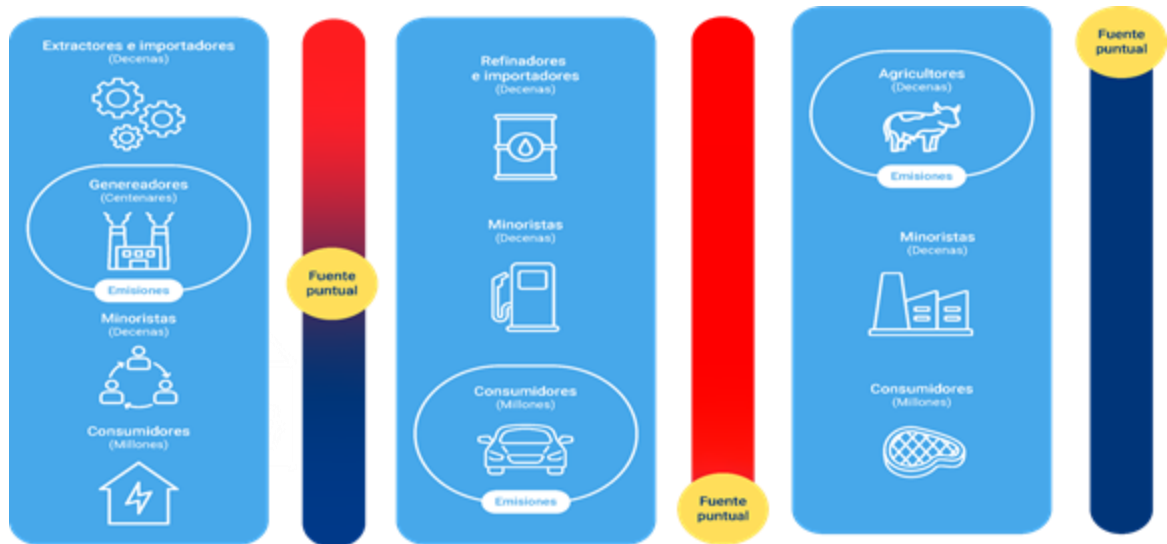 Extractores e importadores
(Decenas)
Genereadores
(Centenares)
Emisiones
Minoristas
(Decenas)
Consumidores
(Millones)
Fuente
puntual
Refinadores
e importadores
(Decenas)
Minoristas
(Decenas)
Consumidores
(Millones)
Emisiones
Fuente
puntual
Agricultores
(Decenas)
Emisiones
Minoristas
(Decenas)
Consumidores
(Millones)
Fuente
puntual